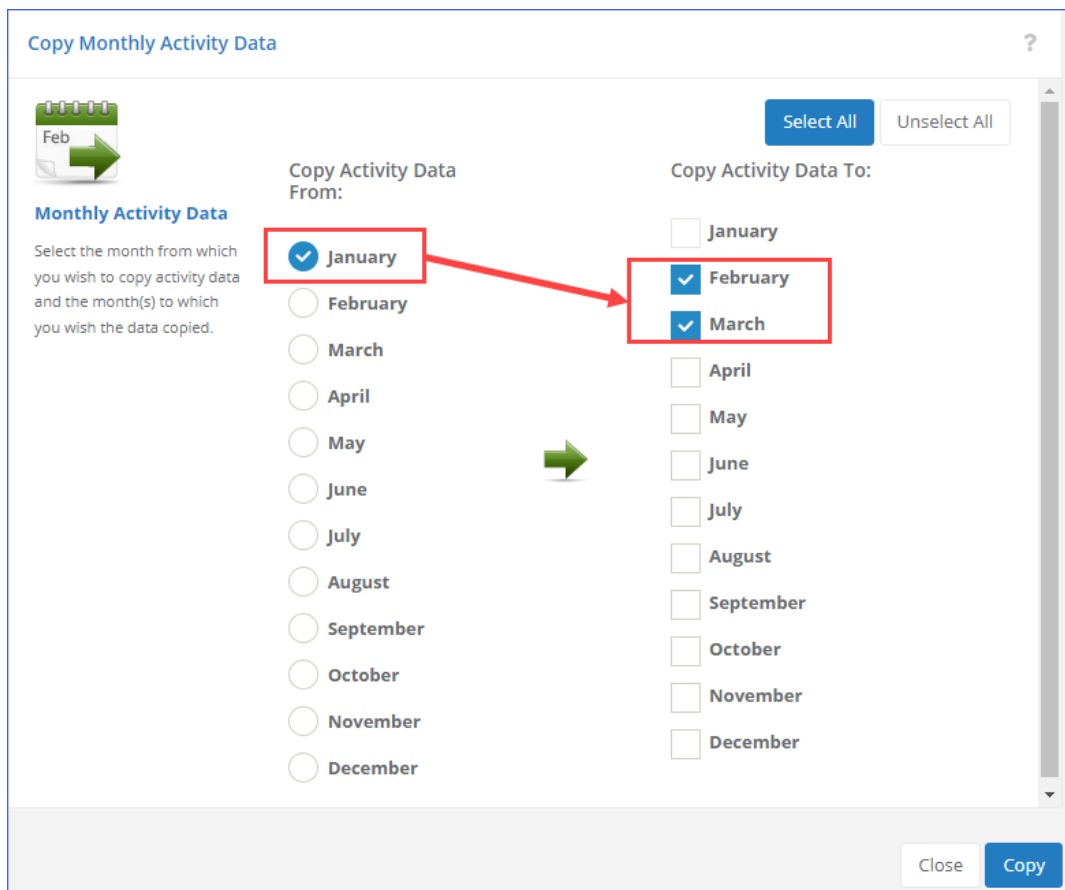 Copy Monthly Activity Data
?
Feb
Monthly Activity Data
Select the month from which
you wish to copy activity data
and the month(s) to which
you wish the data copied.
Select All
Unselect All
Copy Activity Data
From:
January
February
March
April
May
June
July
August
September
October
November
December
Copy Activity Data To:
January
February
March
April
May
June
July
August
September
October
November
December
Close
Copy